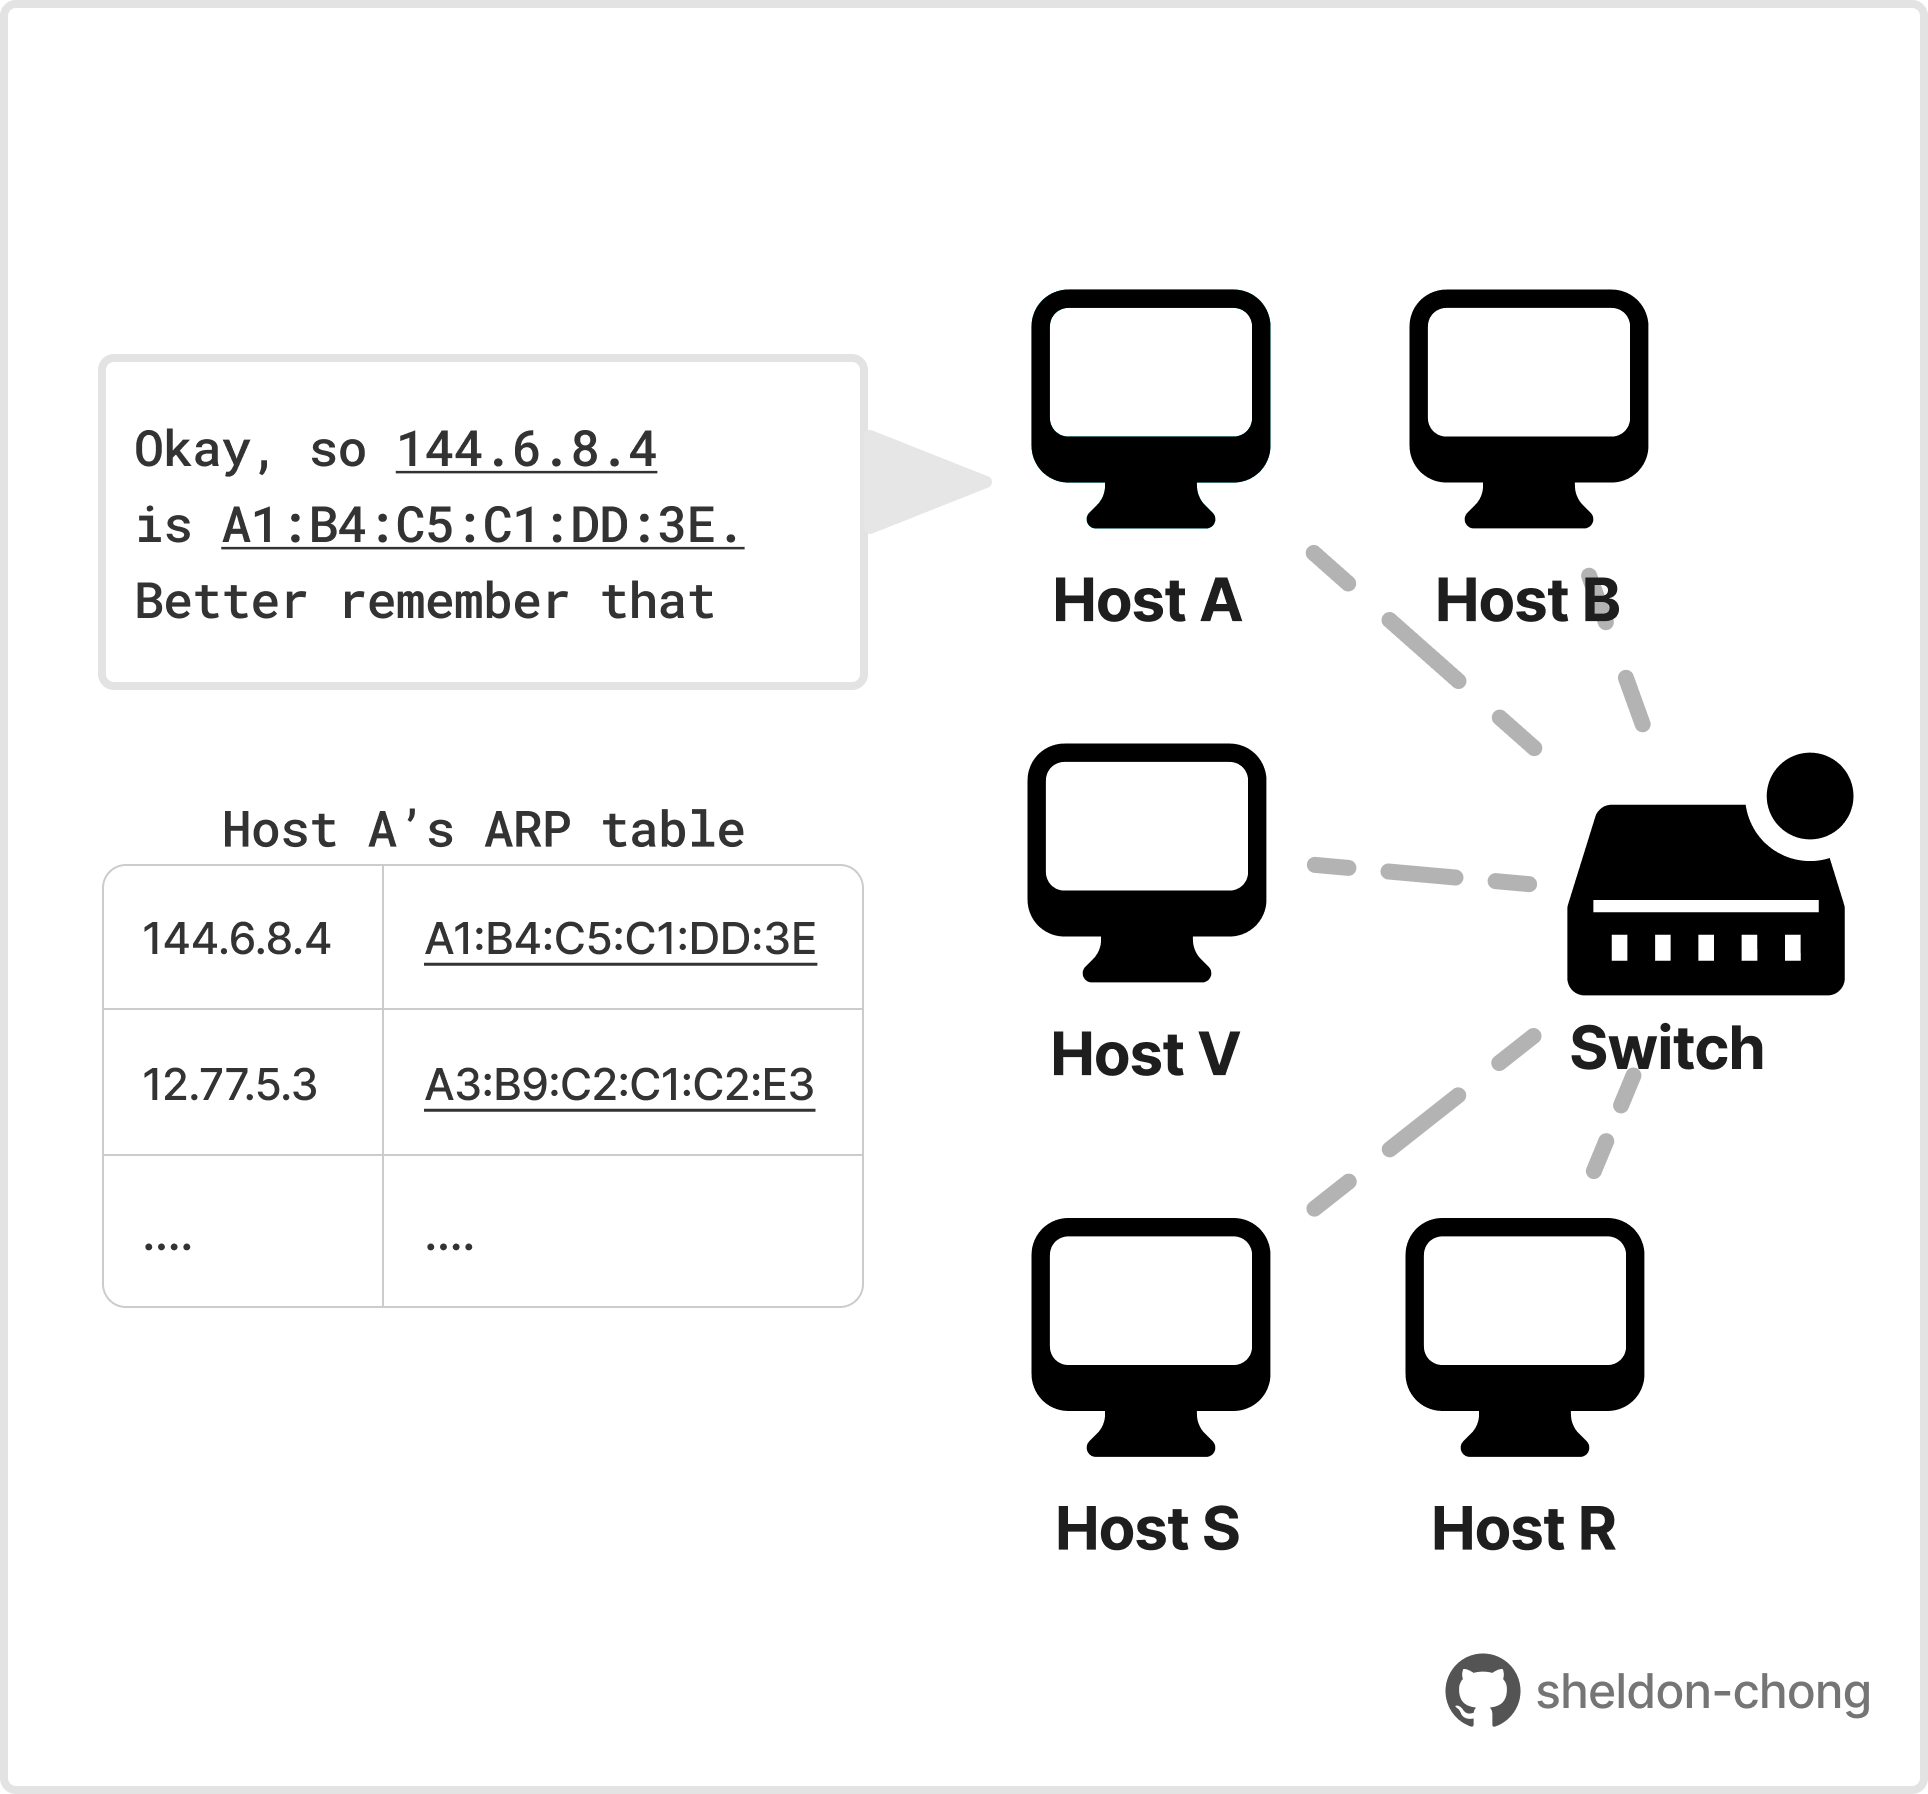 Okay, so 144.6.8.4
is A1:B4:C5:C1:DD:3E.
Better remember that
Host A’s ARP table
144.6.8.4 A1:B4:C5:C1:DD:3E
12.77.5.3 A3:B9:C2:C1:C2:E3
.... ....
Host A Host B
Host V
Switch
Host S Host R
sheldon-chong